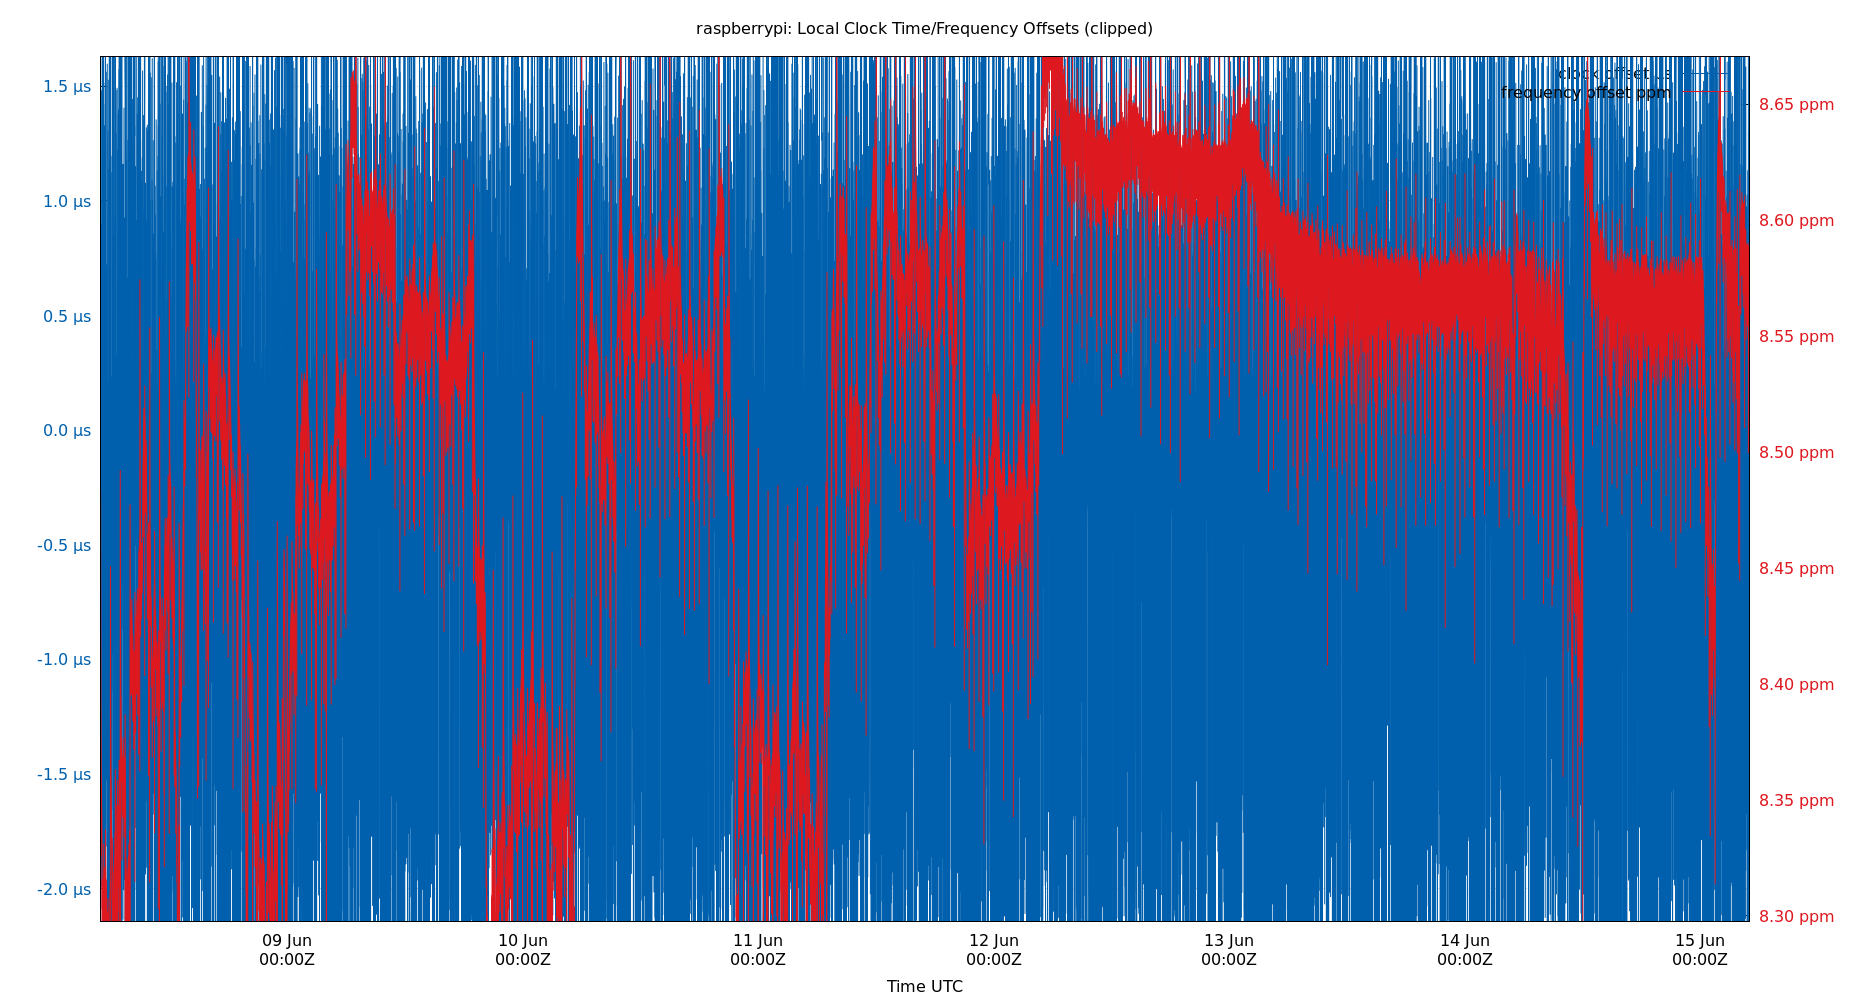 raspberrypi: Local Clock Time/Frequency Offsets (clipped)
clock offset µs
frequency offset ppm
1.5 µs
1.0 µs
0.5 µs
0.0 µs
-0.5 µs
-1.0 µs
-1.5 µs
-2.0 µs
8.65 ppm
8.60 ppm
8.55 ppm
8.50 ppm
8.45 ppm
8.40 ppm
8.35 ppm
8.30 ppm
09 Jun 10 Jun 11 Jun 12 Jun 13 Jun 14 Jun 15 Jun
00:00Z 00:00Z 00:00Z 00:00Z 00:00Z 00:00Z 00:00Z
Time UTC